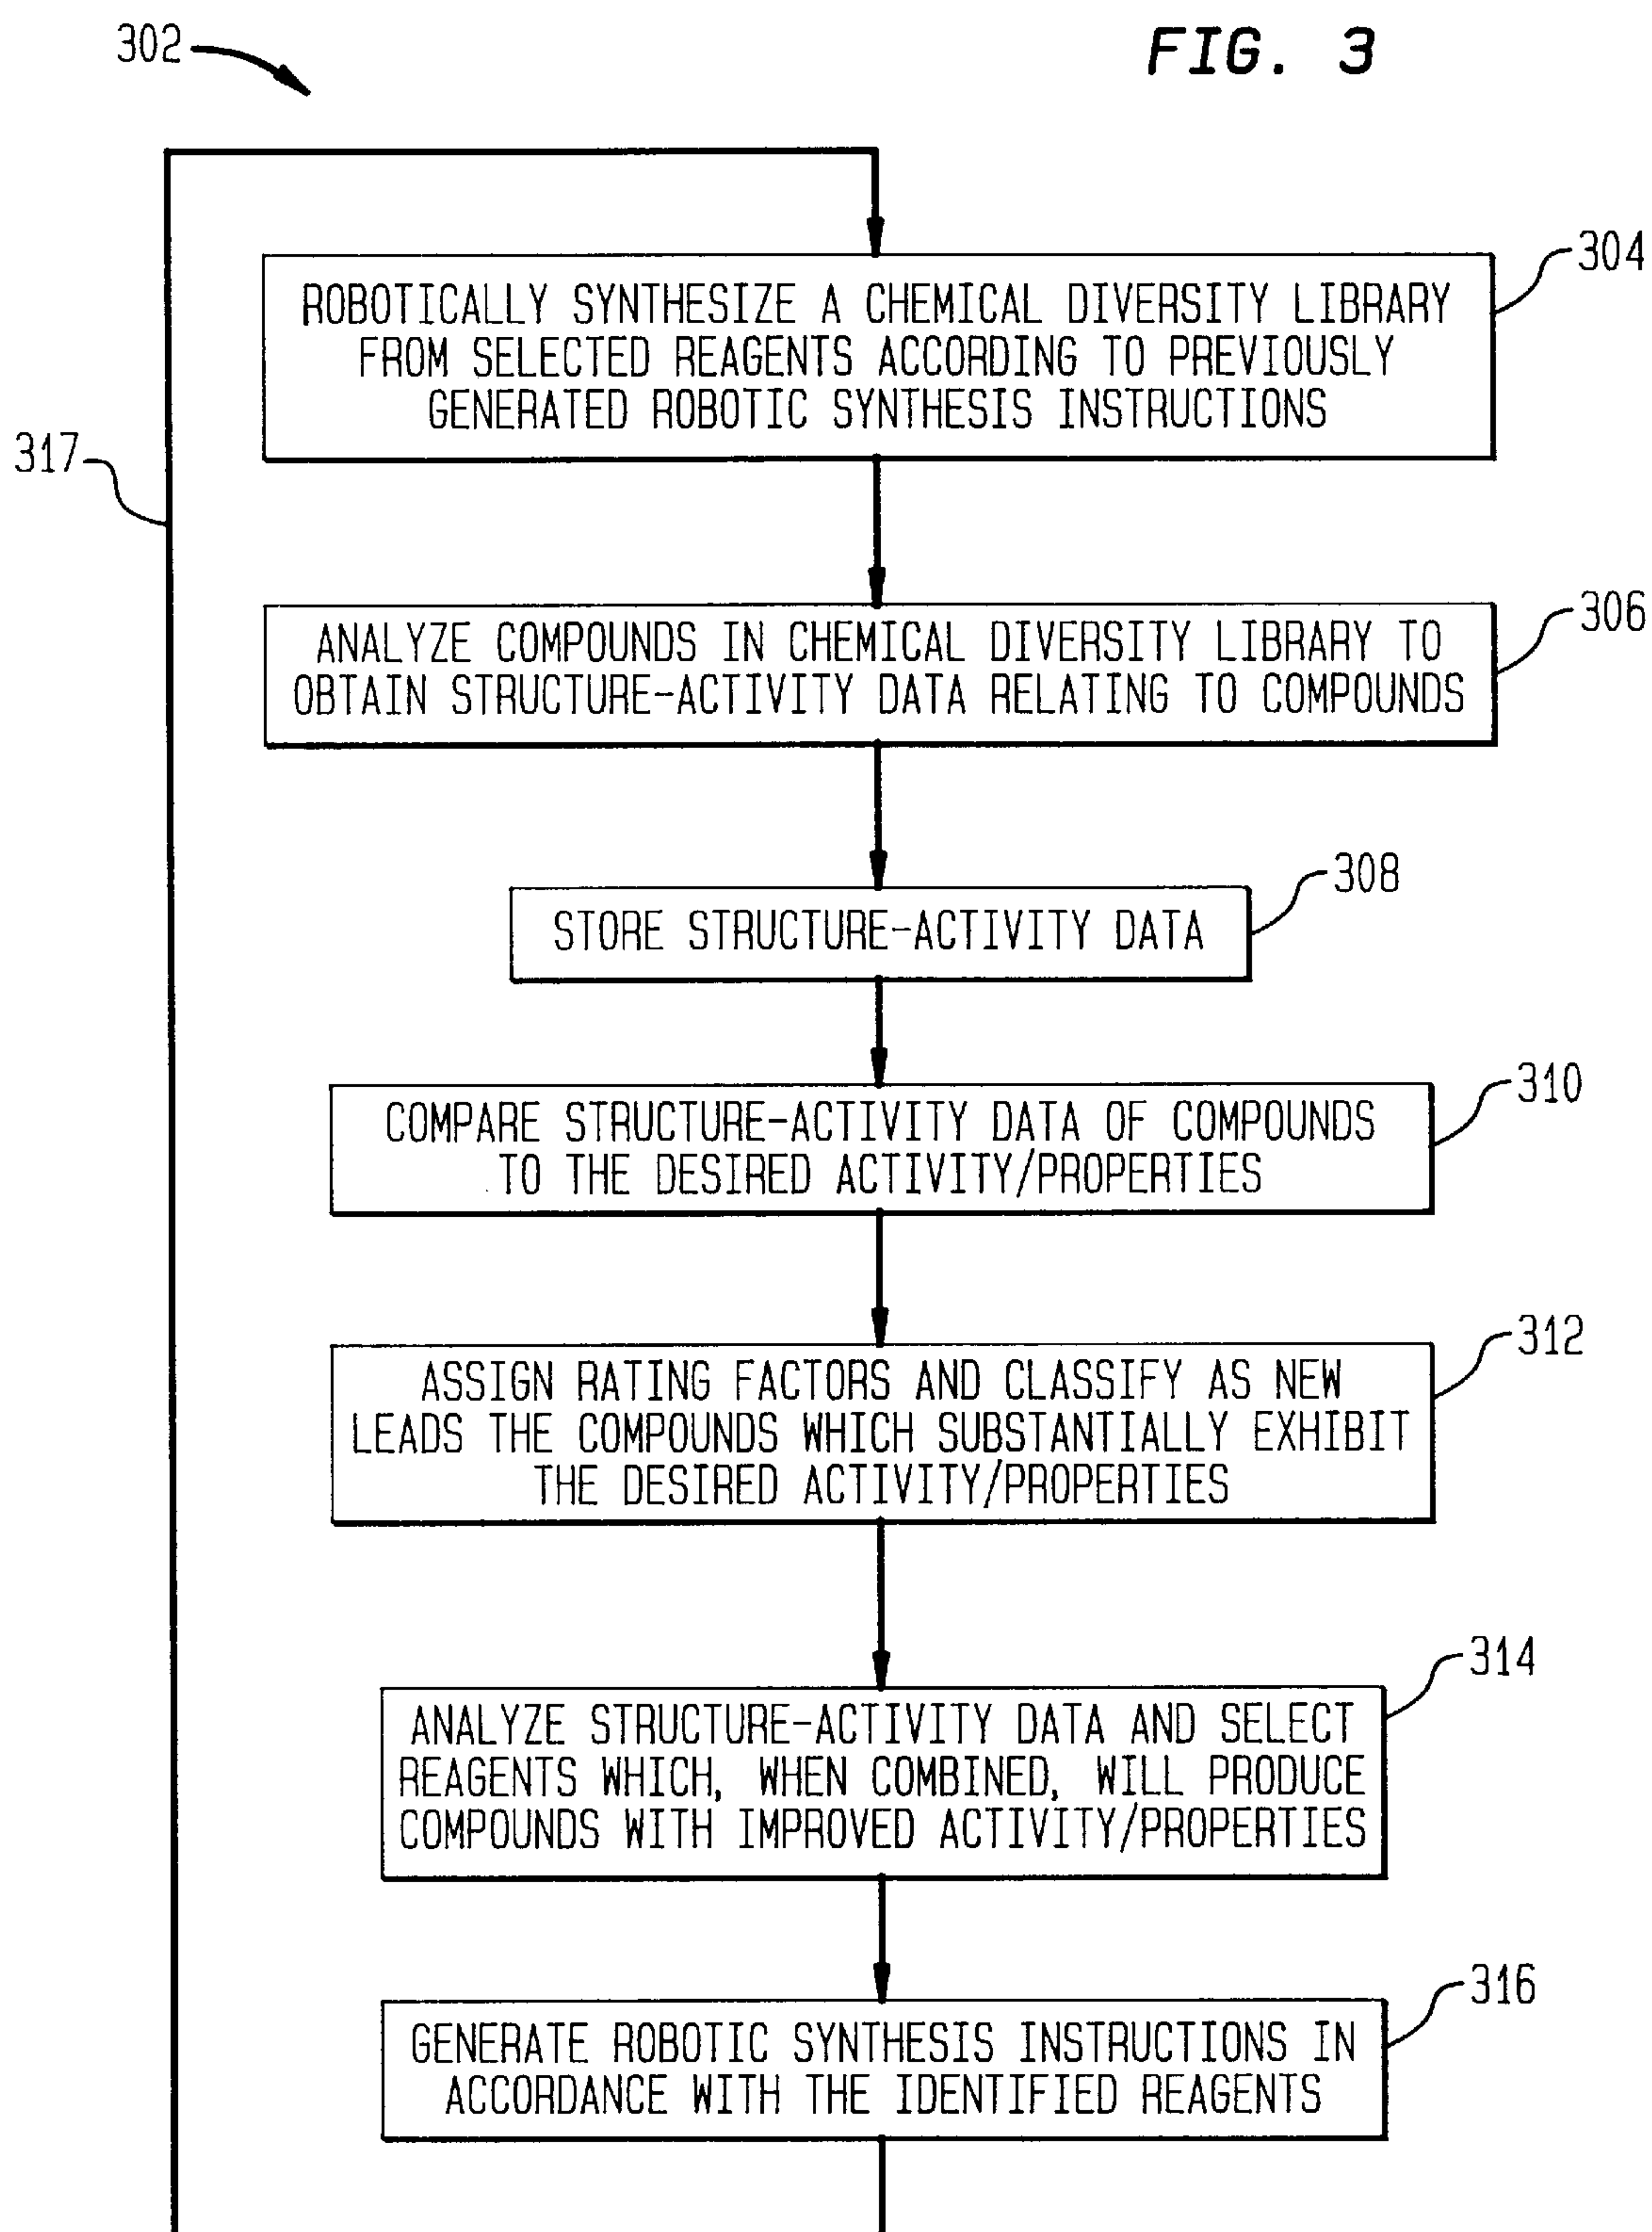 302
FIG. 3
304
ROBOTICALLY SYNTHESIZE A CHEMICAL DIVERSITY LIBRARY
FROM SELECTED REAGENTS ACCORDING TO PREVIOUSLY
GENERATED ROBOTIC SYNTHESIS INSTRUCTIONS
317
306
ANALYZE COMPOUNDS IN CHEMICAL DIVERSITY LIBRARY TO
OBTAIN STRUCTURE-ACTIVITY DATA RELATING TO COMPOUNDS
308
STORE STRUCTURE-ACTIVITY DATA
310
COMPARE STRUCTURE-ACTIVITY DATA OF COMPOUNDS
TO THE DESIRED ACTIVITY/PROPERTIES
312
ASSIGN RATING FACTORS AND CLASSIFY AS NEW
LEADS THE COMPOUNDS WHICH SUBSTANTIALLY EXHIBIT
THE DESIRED ACTIVITY/PROPERTIES
314
ANALYZE STRUCTURE-ACTIVITY DATA AND SELECT
REAGENTS WHICH, WHEN COMBINED, WILL PRODUCE
COMPOUNDS WITH IMPROVED ACTIVITY/PROPERTIES
316
GENERATE ROBOTIC SYNTHESIS INSTRUCTIONS IN
ACCORDANCE WITH THE IDENTIFIED REAGENTS